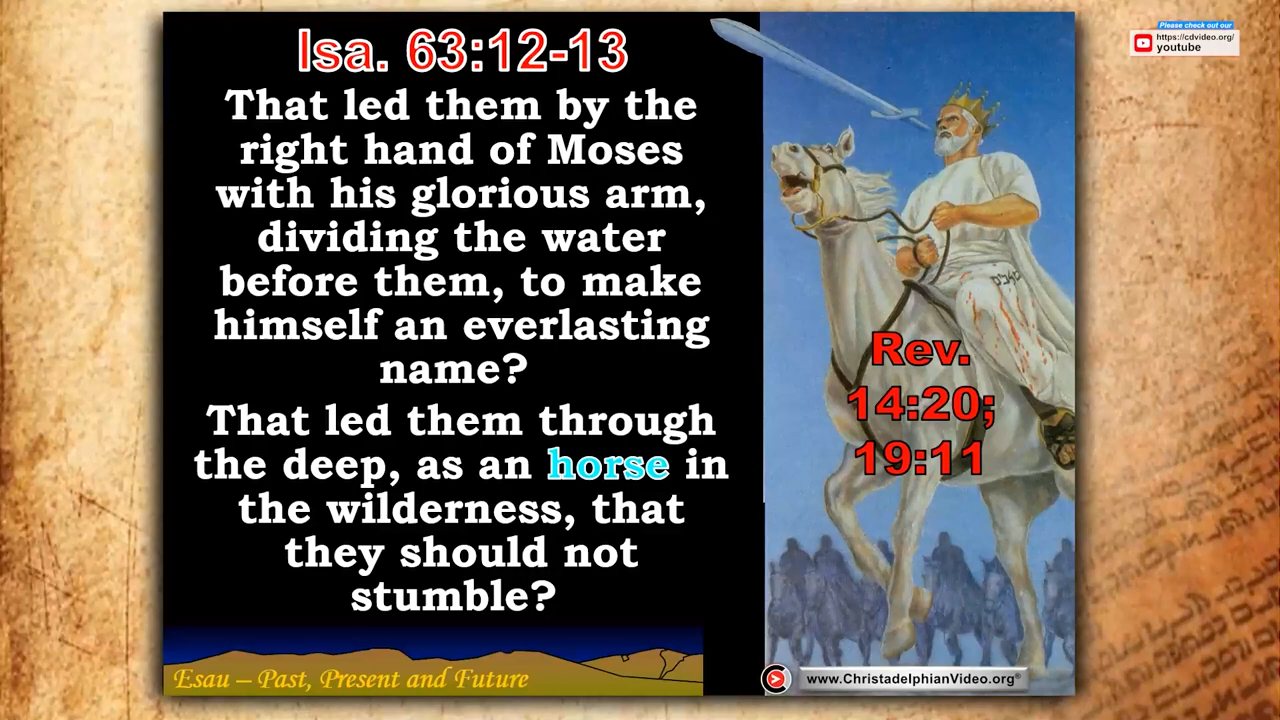 Isa. 63:12-13
That led them by the
right hand of Moses
with his glorious arm,
dividing the water
before them, to make
himself an everlasting
name?
That led them through
the deep, as an horse in
the wilderness, that
they should not
stumble?
Rev.
14:20;
19:11
Esau – Past, Present and Future
www.ChristadelphianVideo.org®
Please check out our
https://cdvideo.org/
youtube